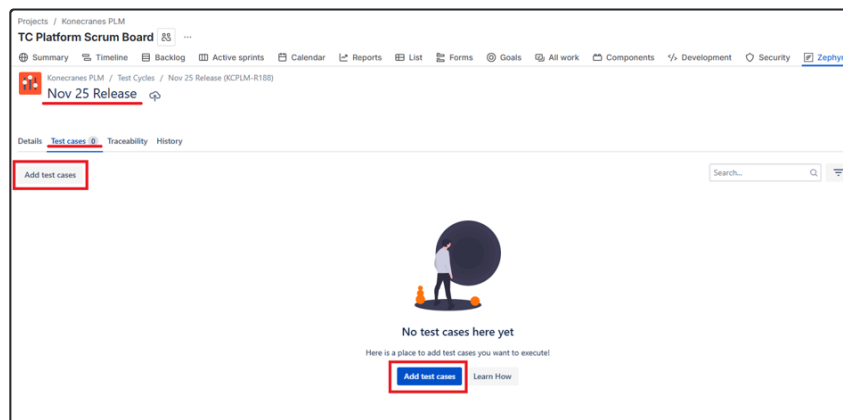 Projects / Konecranes PLM
TC Platform Scrum Board
Summary Timeline Backlog Active sprints Calendar Reports List Forms Goals All work Components Development Security Zephyr
Konecranes PLM / Test Cycles / Nov 25 Release (KCPLM-R188)
Nov 25 Release
Details Test cases 0 Traceability History
Add test cases Search...
No test cases here yet
Here is a place to add test cases you want to execute!
Add test cases Learn How